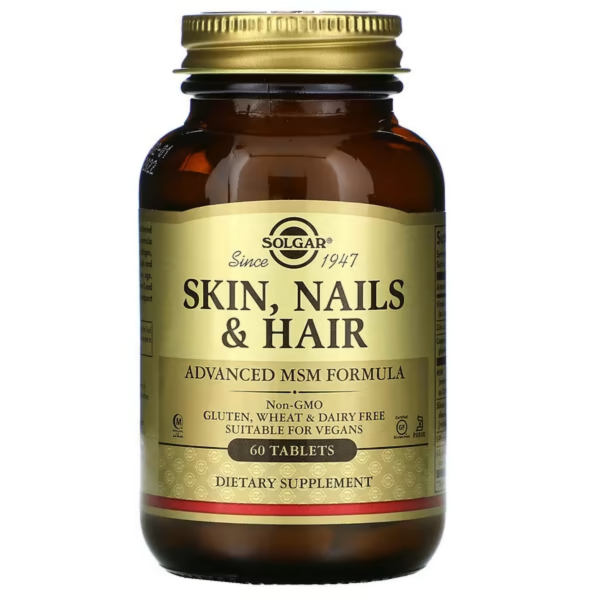 SOLGAR®
Since 1947
SKIN, NAILS
& HAIR
ADVANCED MSM FORMULA
Non-GMO
GLUTEN, WHEAT & DAIRY FREE
SUITABLE FOR VEGANS
60 TABLETS
DIETARY SUPPLEMENT